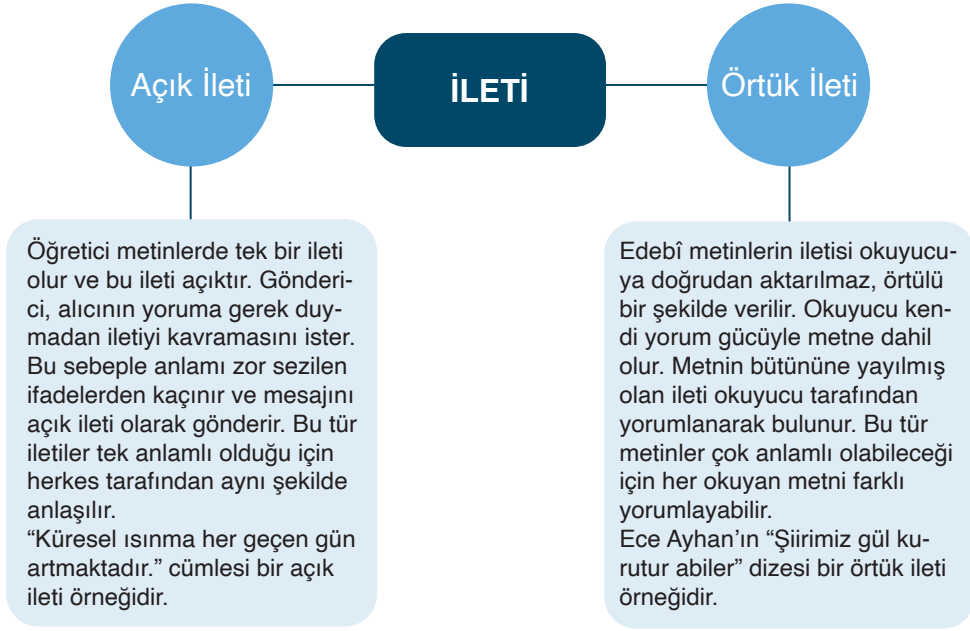 Açık İleti
İLETİ
Örtük İleti
Öğretici metinlerde tek bir ileti
olur ve bu ileti açıktır. Gönderi-
ci, alıcının yoruma gerek duy-
madan iletiyi kavramasını ister.
Bu sebeple anlamı zor sezilen
ifadelerden kaçınır ve mesajını
açık ileti olarak gönderir. Bu tür
iletiler tek anlamlı olduğu için
herkes tarafından aynı şekilde
anlaşılır.
“Küresel ısınma her geçen gün
artmaktadır.” cümlesi bir açık
ileti örneğidir.
Edebî metinlerin iletisi okuyucu-
ya doğrudan aktarılmaz, örtülü
bir şekilde verilir. Okuyucu ken-
di yorum gücüyle metne dahil
olur. Metnin bütününe yayılmış
olan ileti okuyucu tarafından
yorumlanarak bulunur. Bu tür
metinler çok anlamlı olabileceği
için her okuyan metni farklı
yorumlayabilir.
Ece Ayhan’ın “Şiirimiz gül ku-
rutur abiler” dizesi bir örtük ileti
örneğidir.